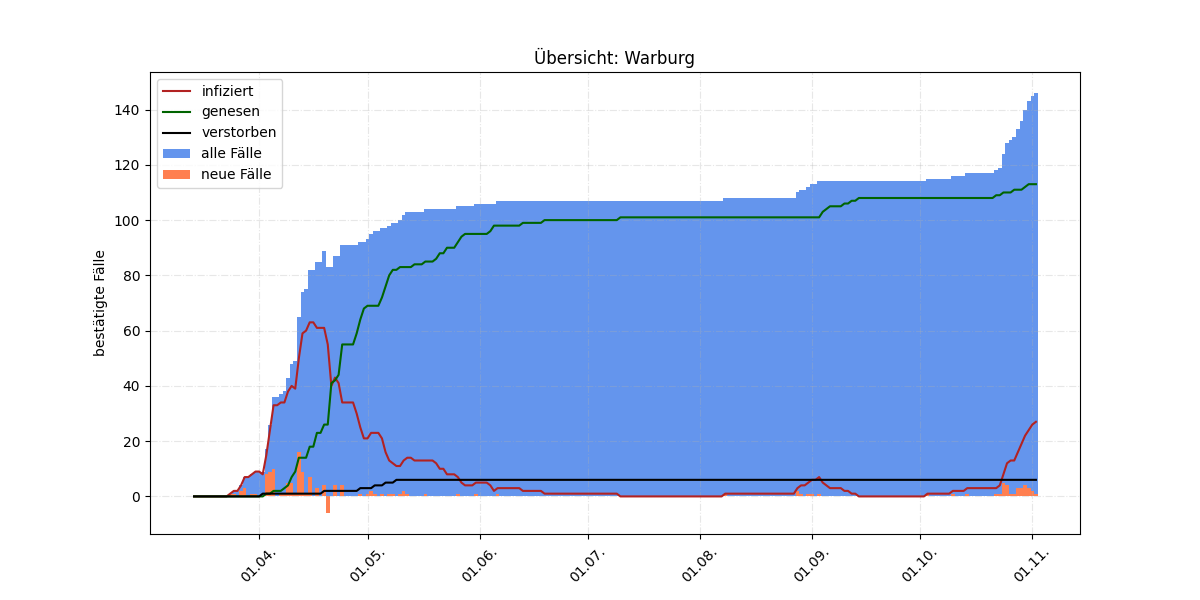 Übersicht: Warburg
infiziert
genesen
verstorben
alle Fälle
neue Fälle
bestätigte Fälle
140
120
100
80
60
40
20
0
01.04.
01.05.
01.06.
01.07.
01.08.
01.09.
01.10.
01.11.